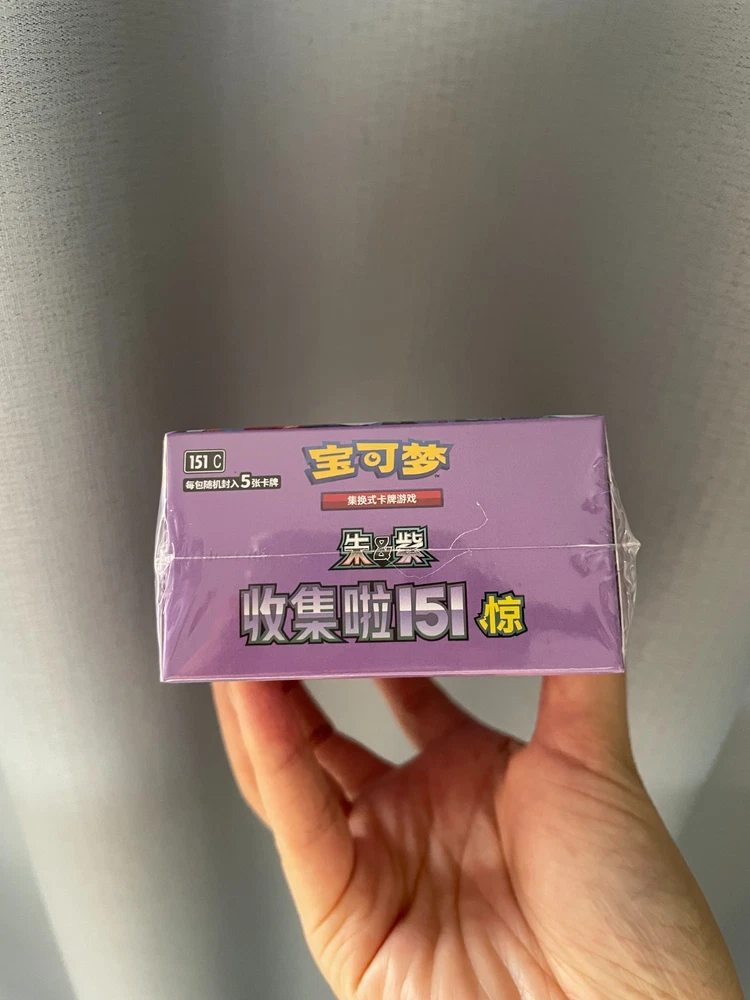 151 C
每包随机封入5张卡牌
宝可梦
集换式卡牌游戏
朱&紫
收集啦151 惊